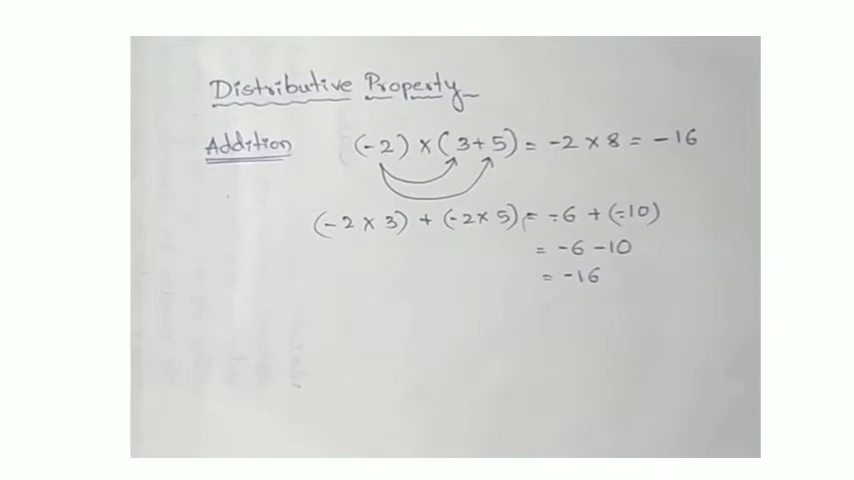 Distributive Property
Addition (-2) × (3+5) = -2 × 8 = -16
(-2 × 3) + (-2 × 5) = -6 + (-10)
= -6 -10
= -16